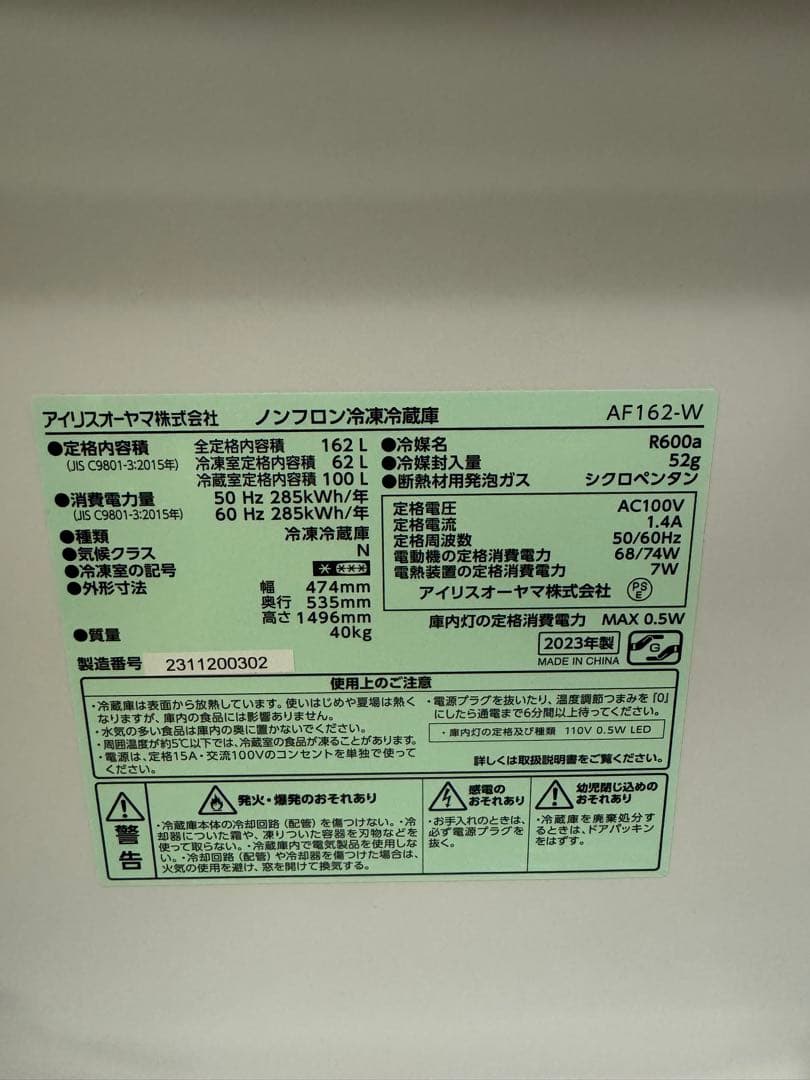 アイリスオーヤマ株式会社 ノンフロン冷凍冷蔵庫 AF162-W
●定格内容積 全定格内容積 162 L
(JIS C9801-3:2015年) 冷凍室定格内容積 62 L
冷蔵室定格内容積 100 L
●消費電力量 50 Hz 285kWh/年
(JIS C9801-3:2015年) 60 Hz 285kWh/年
●種類 冷凍冷蔵庫
●気候クラス N
●冷凍室の記号 * ***
●外形寸法 幅 474mm
奥行 535mm
高さ 1496mm
●質量 40kg
製造番号 2311200302
●冷媒名 R600a
●冷媒封入量 52g
●断熱材用発泡ガス シクロペンタン
定格電圧 AC100V
定格電流 1.4A
定格周波数 50/60Hz
電動機の定格消費電力 68/74W
電熱装置の定格消費電力 7W
アイリスオーヤマ株式会社 PSE
庫内灯の定格消費電力 MAX 0.5W
2023年製 G
MADE IN CHINA
使用上のご注意
・冷蔵庫は表面から放熱しています。使いはじめや夏場は熱く
なりますが、庫内の食品には影響ありません。
・水気の多い食品は庫内の奥に置かないでください。
・周囲温度が約5℃以下では、冷蔵室の食品が凍ることがあります。
・電源は、定格15A・交流100Vのコンセントを単独で使って
ください。
・電源プラグを抜いたり、温度調節つまみを「0」
にしたら通電まで6分間以上待ってください。
・庫内灯の定格及び種類 110V 0.5W LED
詳しくは取扱説明書をご覧ください。
警告
発火・爆発のおそれあり
・冷蔵庫本体の冷却回路(配管)を傷つけない。・冷
却器についた霜や、凍りついた容器を刃物などを
使って取らない。・冷蔵庫内で電気製品を使用しな
い。・冷却回路(配管)や冷却器を傷つけた場合は、
火気の使用を避け、窓を開けて換気する。
感電の
おそれあり
・お手入れのときは、
必ず電源プラグを
抜く。
幼児閉じ込めの
おそれあり
・冷蔵庫を廃棄処分す
るときは、ドアパッキン
をはずす。